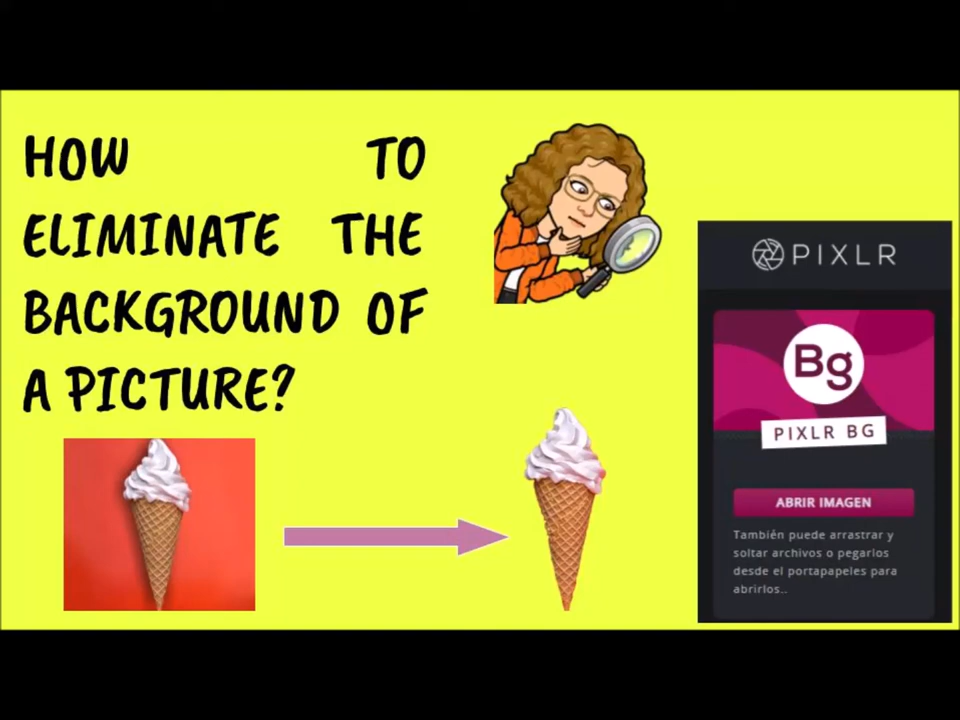 HOW TO
ELIMINATE THE
BACKGROUND OF
A PICTURE?
PIXLR
Bg
PIXLR BG
ABRIR IMAGEN
También puede arrastrar y
soltar archivos o pegarlos
desde el portapapeles para
abrirlos..